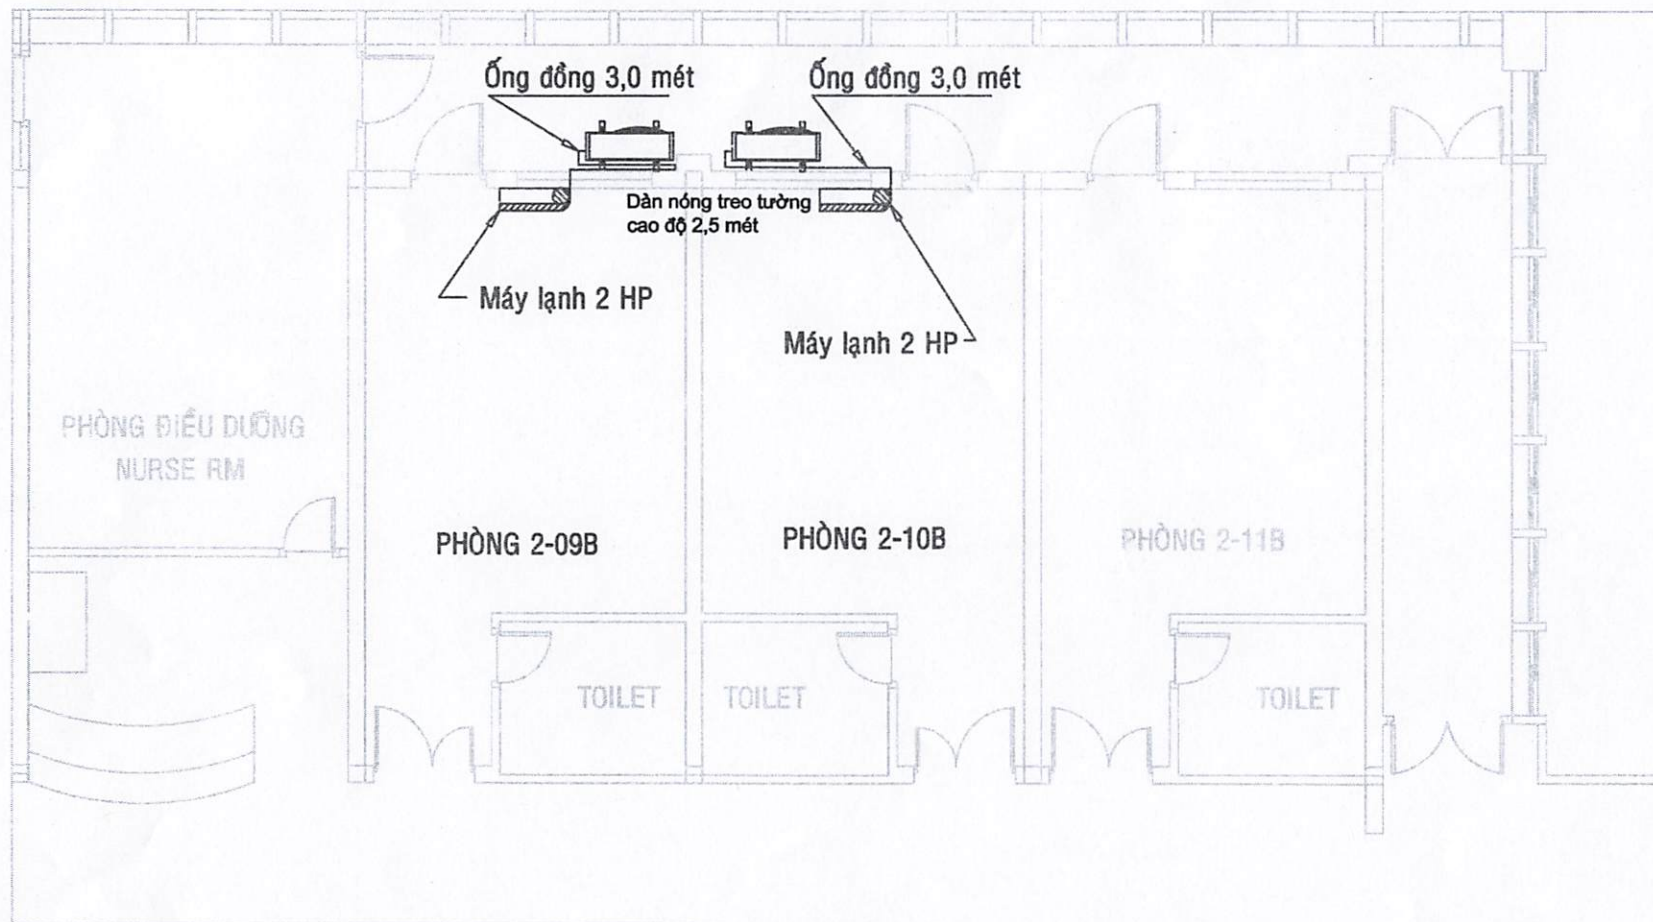 Ống đồng 3,0 mét
Ống đồng 3,0 mét
Dàn nóng treo tường
cao độ 2,5 mét
Máy lạnh 2 HP
Máy lạnh 2 HP
PHÒNG ĐIỀU DƯỠNG
NURSE RM
PHÒNG 2-09B
PHÒNG 2-10B
PHÒNG 2-11B
TOILET
TOILET
TOILET